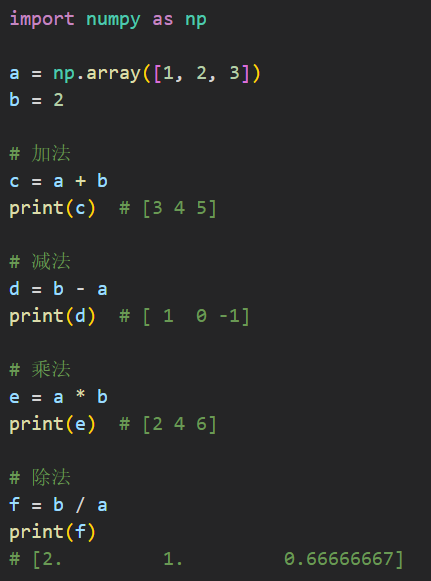 import numpy as np
a = np.array([1, 2, 3])
b = 2
# 加法
c = a + b
print(c)  # [3 4 5]
# 减法
d = b - a
print(d)  # [ 1  0 -1]
# 乘法
e = a * b
print(e)  # [2 4 6]
# 除法
f = b / a
print(f)
# [2.         1.         0.66666667]